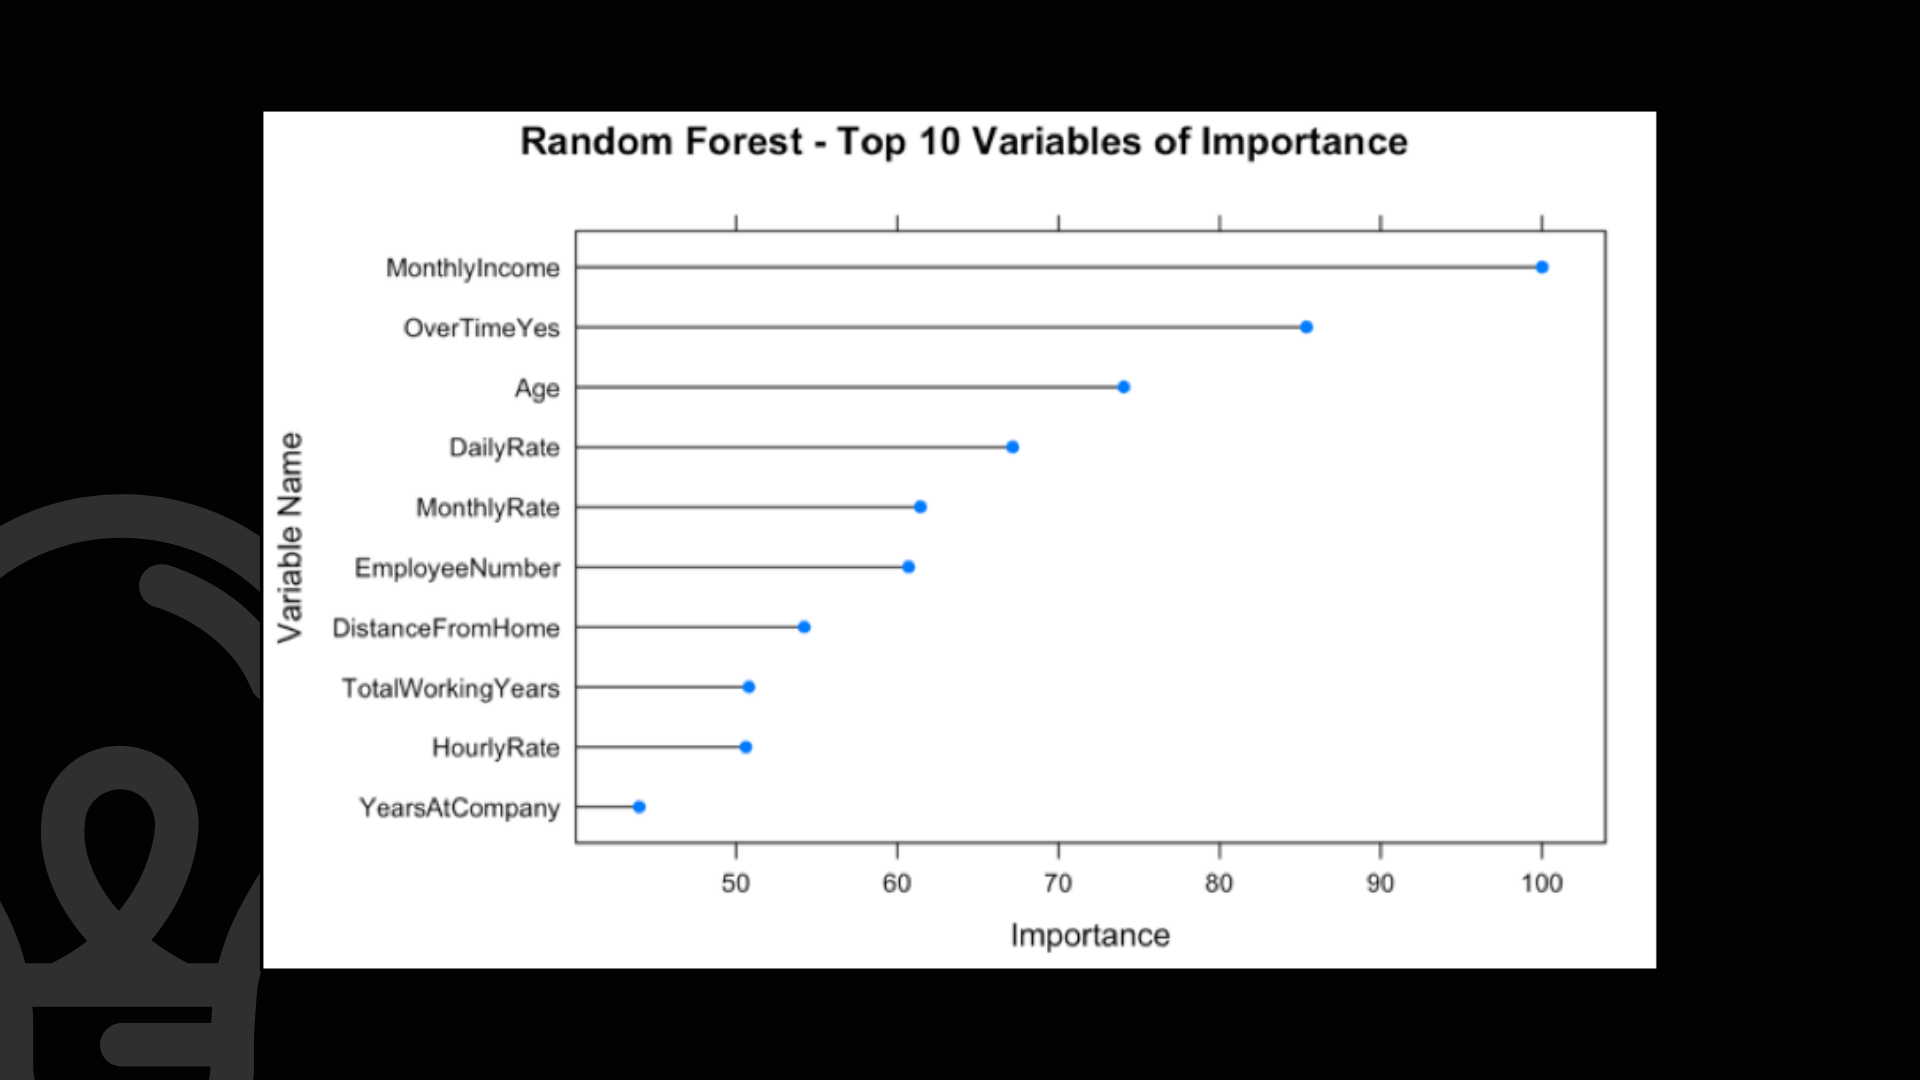 Random Forest - Top 10 Variables of Importance
MonthlyIncome
OverTimeYes
Age
DailyRate
MonthlyRate
EmployeeNumber
DistanceFromHome
TotalWorkingYears
HourlyRate
YearsAtCompany
Variable Name
50 60 70 80 90 100
Importance